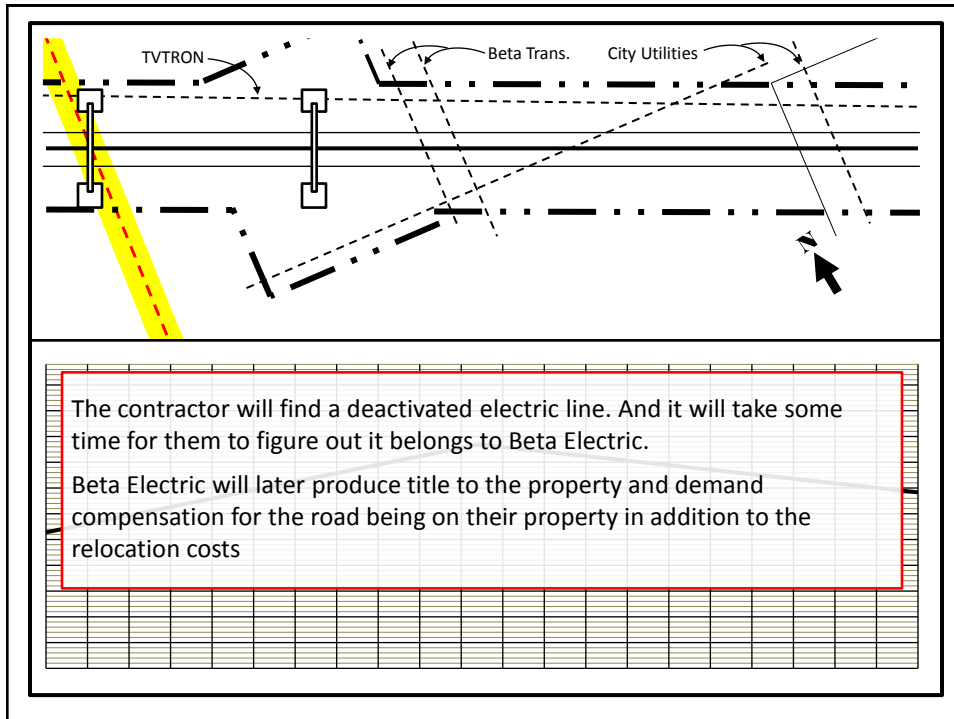 TVTRON
Beta Trans.
City Utilities
N
The contractor will find a deactivated electric line. And it will take some
time for them to figure out it belongs to Beta Electric.
Beta Electric will later produce title to the property and demand
compensation for the road being on their property in addition to the
relocation costs